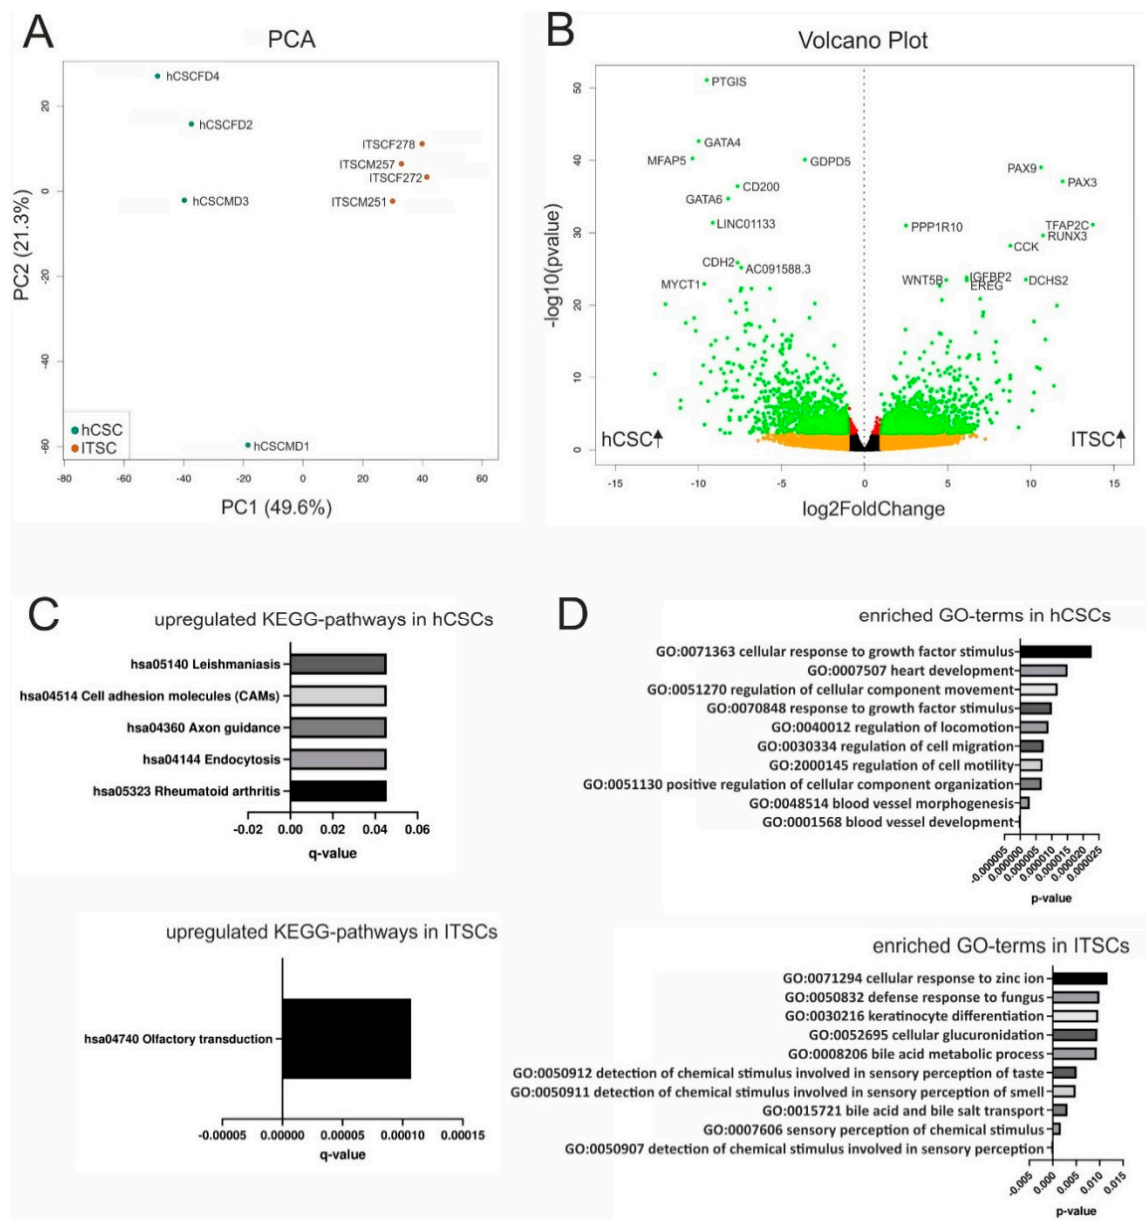 A
PCA
hCSCFD4
hCSCFD2
ITSCF278
ITSCM257
ITSCF272
ITSCM251
hCSCMD3
hCSCMD1
hCSC
ITSC
PC2 (21.3%)
20
0
-20
-40
-60
-80
-60
-40
-20
0
20
40
60
PC1 (49.6%)
B
Volcano Plot
-log10(pvalue)
50
40
30
20
10
0
PTGIS
GATA4
MFAP5
GDPD5
PAX9
PAX3
CD200
GATA6
LINC01133
PPP1R10
TFAP2C
RUNX3
CCK
CDH2
AC091588.3
MYCT1
WNT5B
IGFBP2
EREG
DCHS2
hCSC↑
ITSC↑
-15
-10
-5
0
5
10
15
log2FoldChange
C
upregulated KEGG-pathways in hCSCs
hsa05140 Leishmaniasis
hsa04514 Cell adhesion molecules (CAMs)
hsa04360 Axon guidance
hsa04144 Endocytosis
hsa05323 Rheumatoid arthritis
-0.02
0.00
0.02
0.04
0.06
q-value
upregulated KEGG-pathways in ITSCs
hsa04740 Olfactory transduction
-0.00005
0.00000
0.00005
0.00010
0.00015
q-value
D
enriched GO-terms in hCSCs
GO:0071363 cellular response to growth factor stimulus
GO:0007507 heart development
GO:0051270 regulation of cellular component movement
GO:0070848 response to growth factor stimulus
GO:0040012 regulation of locomotion
GO:0030334 regulation of cell migration
GO:2000145 regulation of cell motility
GO:0051130 positive regulation of cellular component organization
GO:0048514 blood vessel morphogenesis
GO:0001568 blood vessel development
-0.000005
0.000000
0.000005
0.000010
0.000015
0.000020
0.000025
p-value
enriched GO-terms in ITSCs
GO:0071294 cellular response to zinc ion
GO:0050832 defense response to fungus
GO:0030216 keratinocyte differentiation
GO:0052695 cellular glucuronidation
GO:0008206 bile acid metabolic process
GO:0050912 detection of chemical stimulus involved in sensory perception of taste
GO:0050911 detection of chemical stimulus involved in sensory perception of smell
GO:0015721 bile acid and bile salt transport
GO:0007606 sensory perception of chemical stimulus
GO:0050907 detection of chemical stimulus involved in sensory perception
-0.005
0.000
0.005
0.010
0.015
p-value